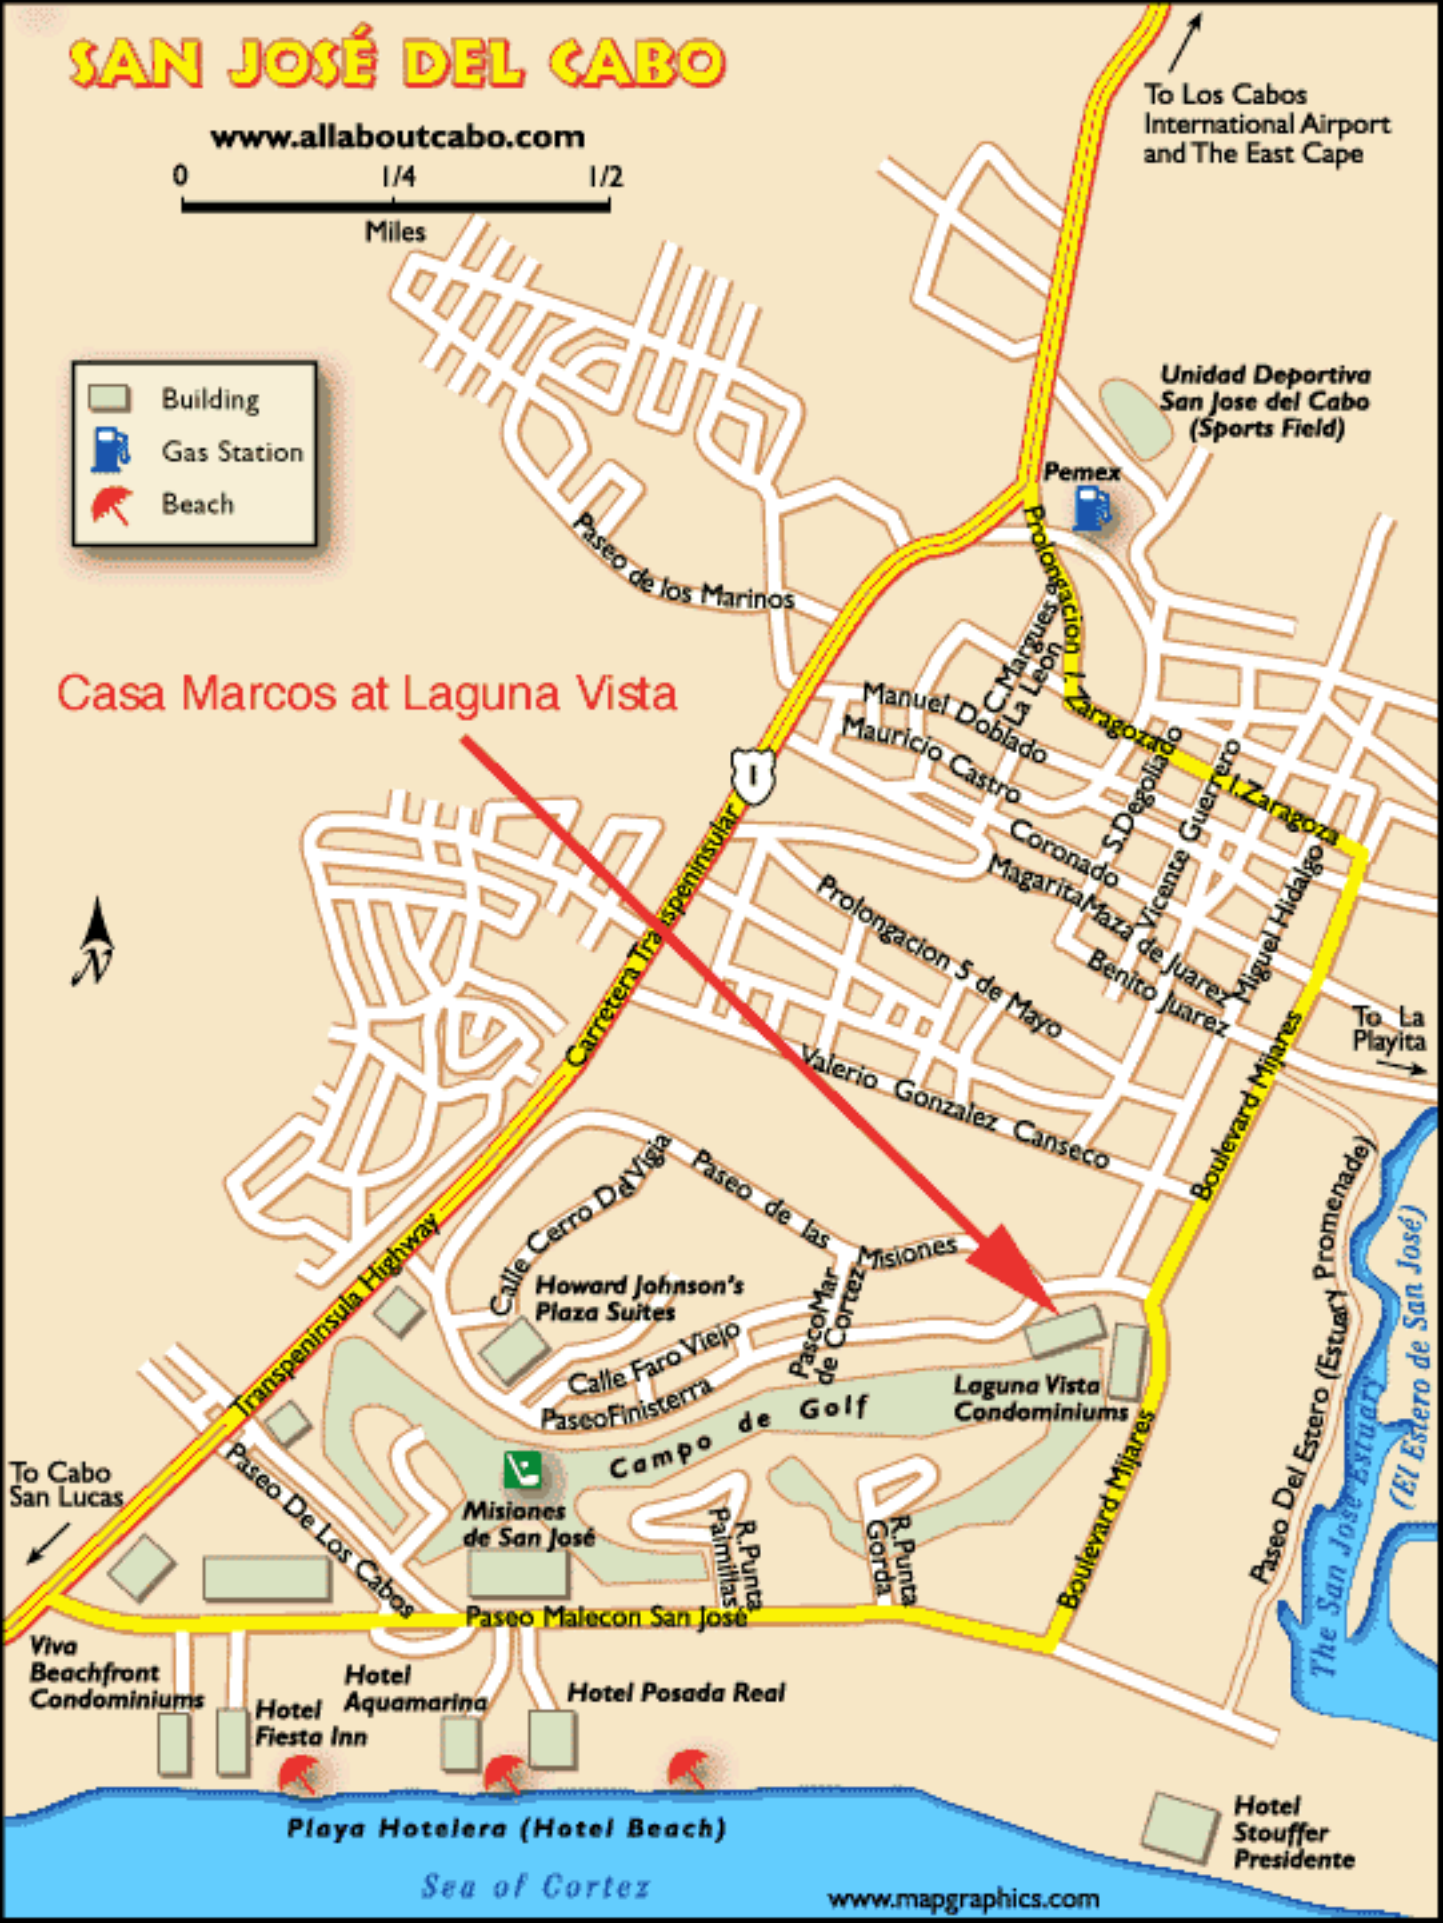 SAN JOSÉ DEL CABO
www.allaboutcabo.com
0 1/4 1/2
Miles
To Los Cabos
International Airport
and The East Cape
Building
Gas Station
Beach
Unidad Deportiva
San Jose del Cabo
(Sports Field)
Pemex
Paseo de los Marinos
Prolongacion I. Zaragoza
C.Margues
La Leon
Casa Marcos at Laguna Vista
Manuel Doblado
Mauricio Castro
I
S.Degollado
Vicente Guerrero
I.Zaragoza
Coronado
MagaritaMaza de Juarez
Miguel Hidalgo
Benito Juarez
Prolongacion 5 de Mayo
Carretera Transpeninsular
N
To La
Playita
Valerio Gonzalez Canseco
Boulevard Mijares
Calle Cerro Del Vigia
Paseo de las Misiones
Transpeninsula Highway
Howard Johnson's
Plaza Suites
PascoMar
de Cortez
Calle Faro Viejo
PaseoFinisterra
Laguna Vista
Condominiums
Campo de Golf
Paseo Del Estero (Estuary Promenade)
The San Jose Estuary
(El Estero de San José)
To Cabo
San Lucas
Paseo De Los Cabos
Misiones
de San José
R.Punta
Palmillas
R.Punta
Gorda
Boulevard Mijares
Paseo Malecon San José
Viva
Beachfront
Condominiums
Hotel
Fiesta Inn
Hotel
Aquamarina
Hotel Posada Real
Playa Hotelera (Hotel Beach)
Sea of Cortez
Hotel
Stouffer
Presidente
www.mapgraphics.com